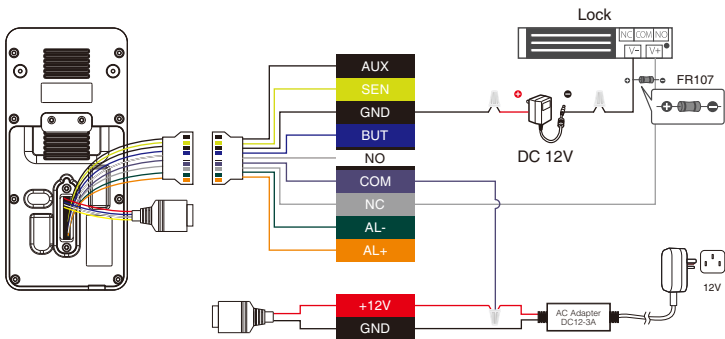 Lock
NC COM NO
V- V+
FR107
AUX
SEN
GND
BUT
NO
COM
NC
AL-
AL+
DC 12V
+12V
GND
AC Adapter
DC12-3A
12V